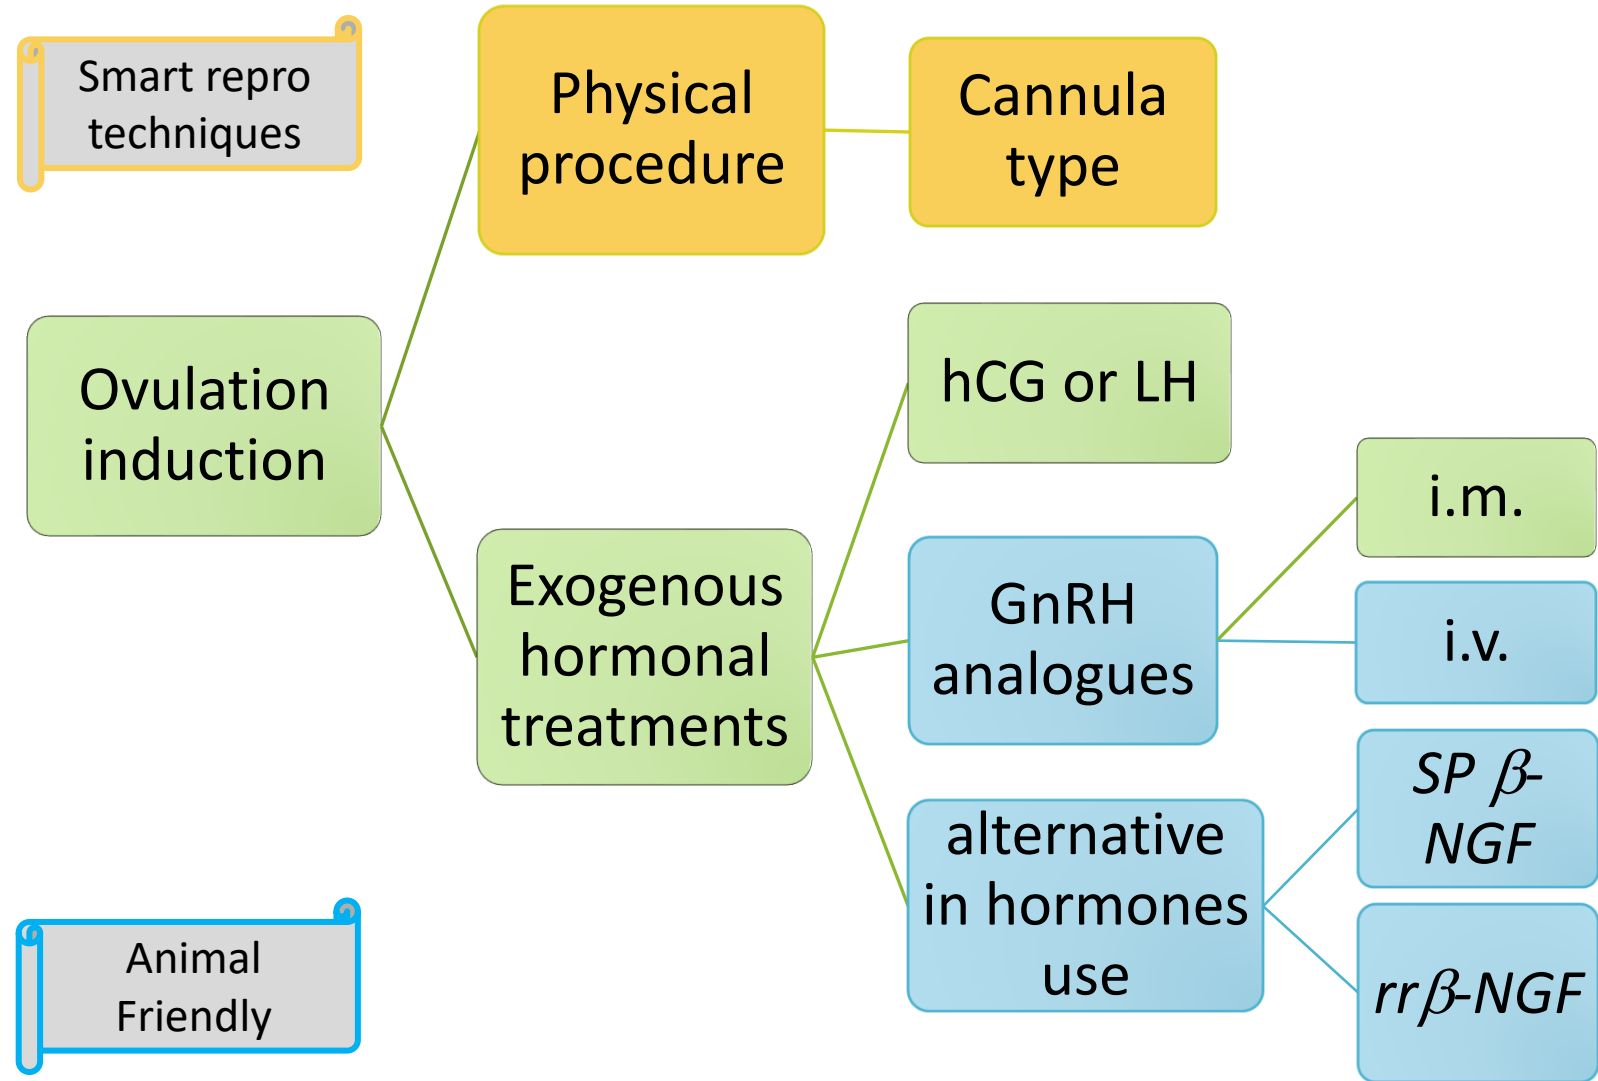 Smart repro
techniques
Physical
procedure
Cannula
type
Ovulation
induction
hCG or LH
i.m.
Exogenous
hormonal
treatments
GnRH
analogues
i.v.
alternative
in hormones
use
SP β-
NGF
rrβ-NGF
Animal
Friendly